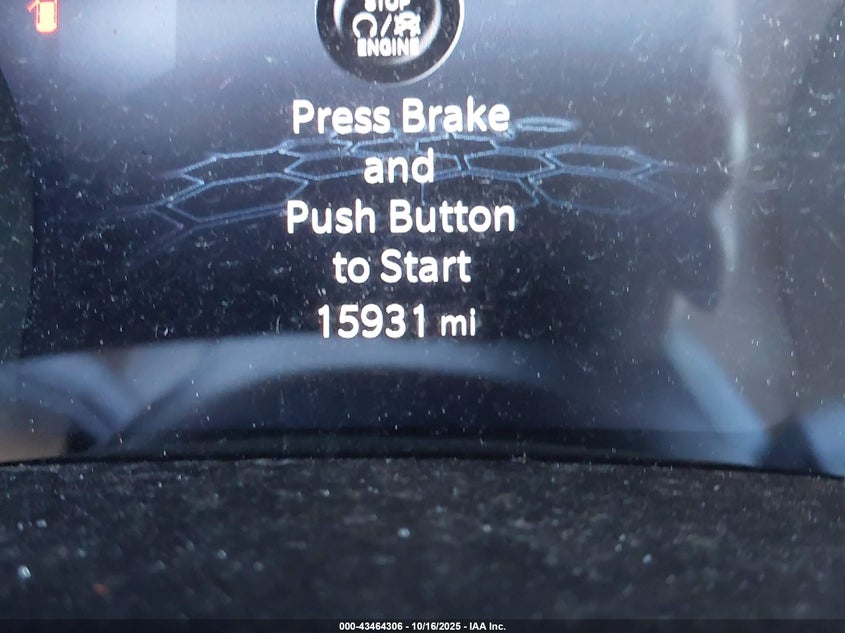 STOP
ENGINE
Press Brake
and
Push Button
to Start
15931 mi
000-43464306 - 10/16/2025 - IAA Inc.